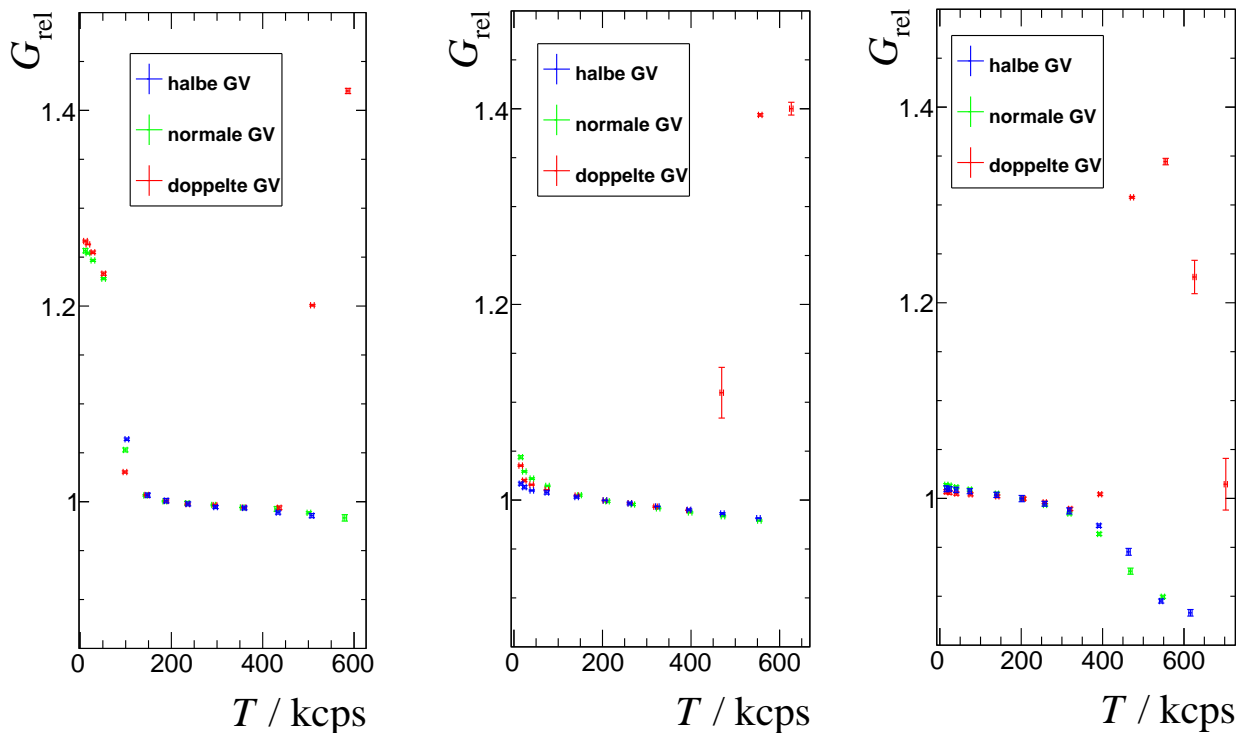 G_rel
1.4
1.2
1
halbe GV
normale GV
doppelte GV
0 200 400 600
T / kcps
G_rel
1.4
1.2
1
halbe GV
normale GV
doppelte GV
0 200 400 600
T / kcps
G_rel
1.4
1.2
1
halbe GV
normale GV
doppelte GV
0 200 400 600
T / kcps